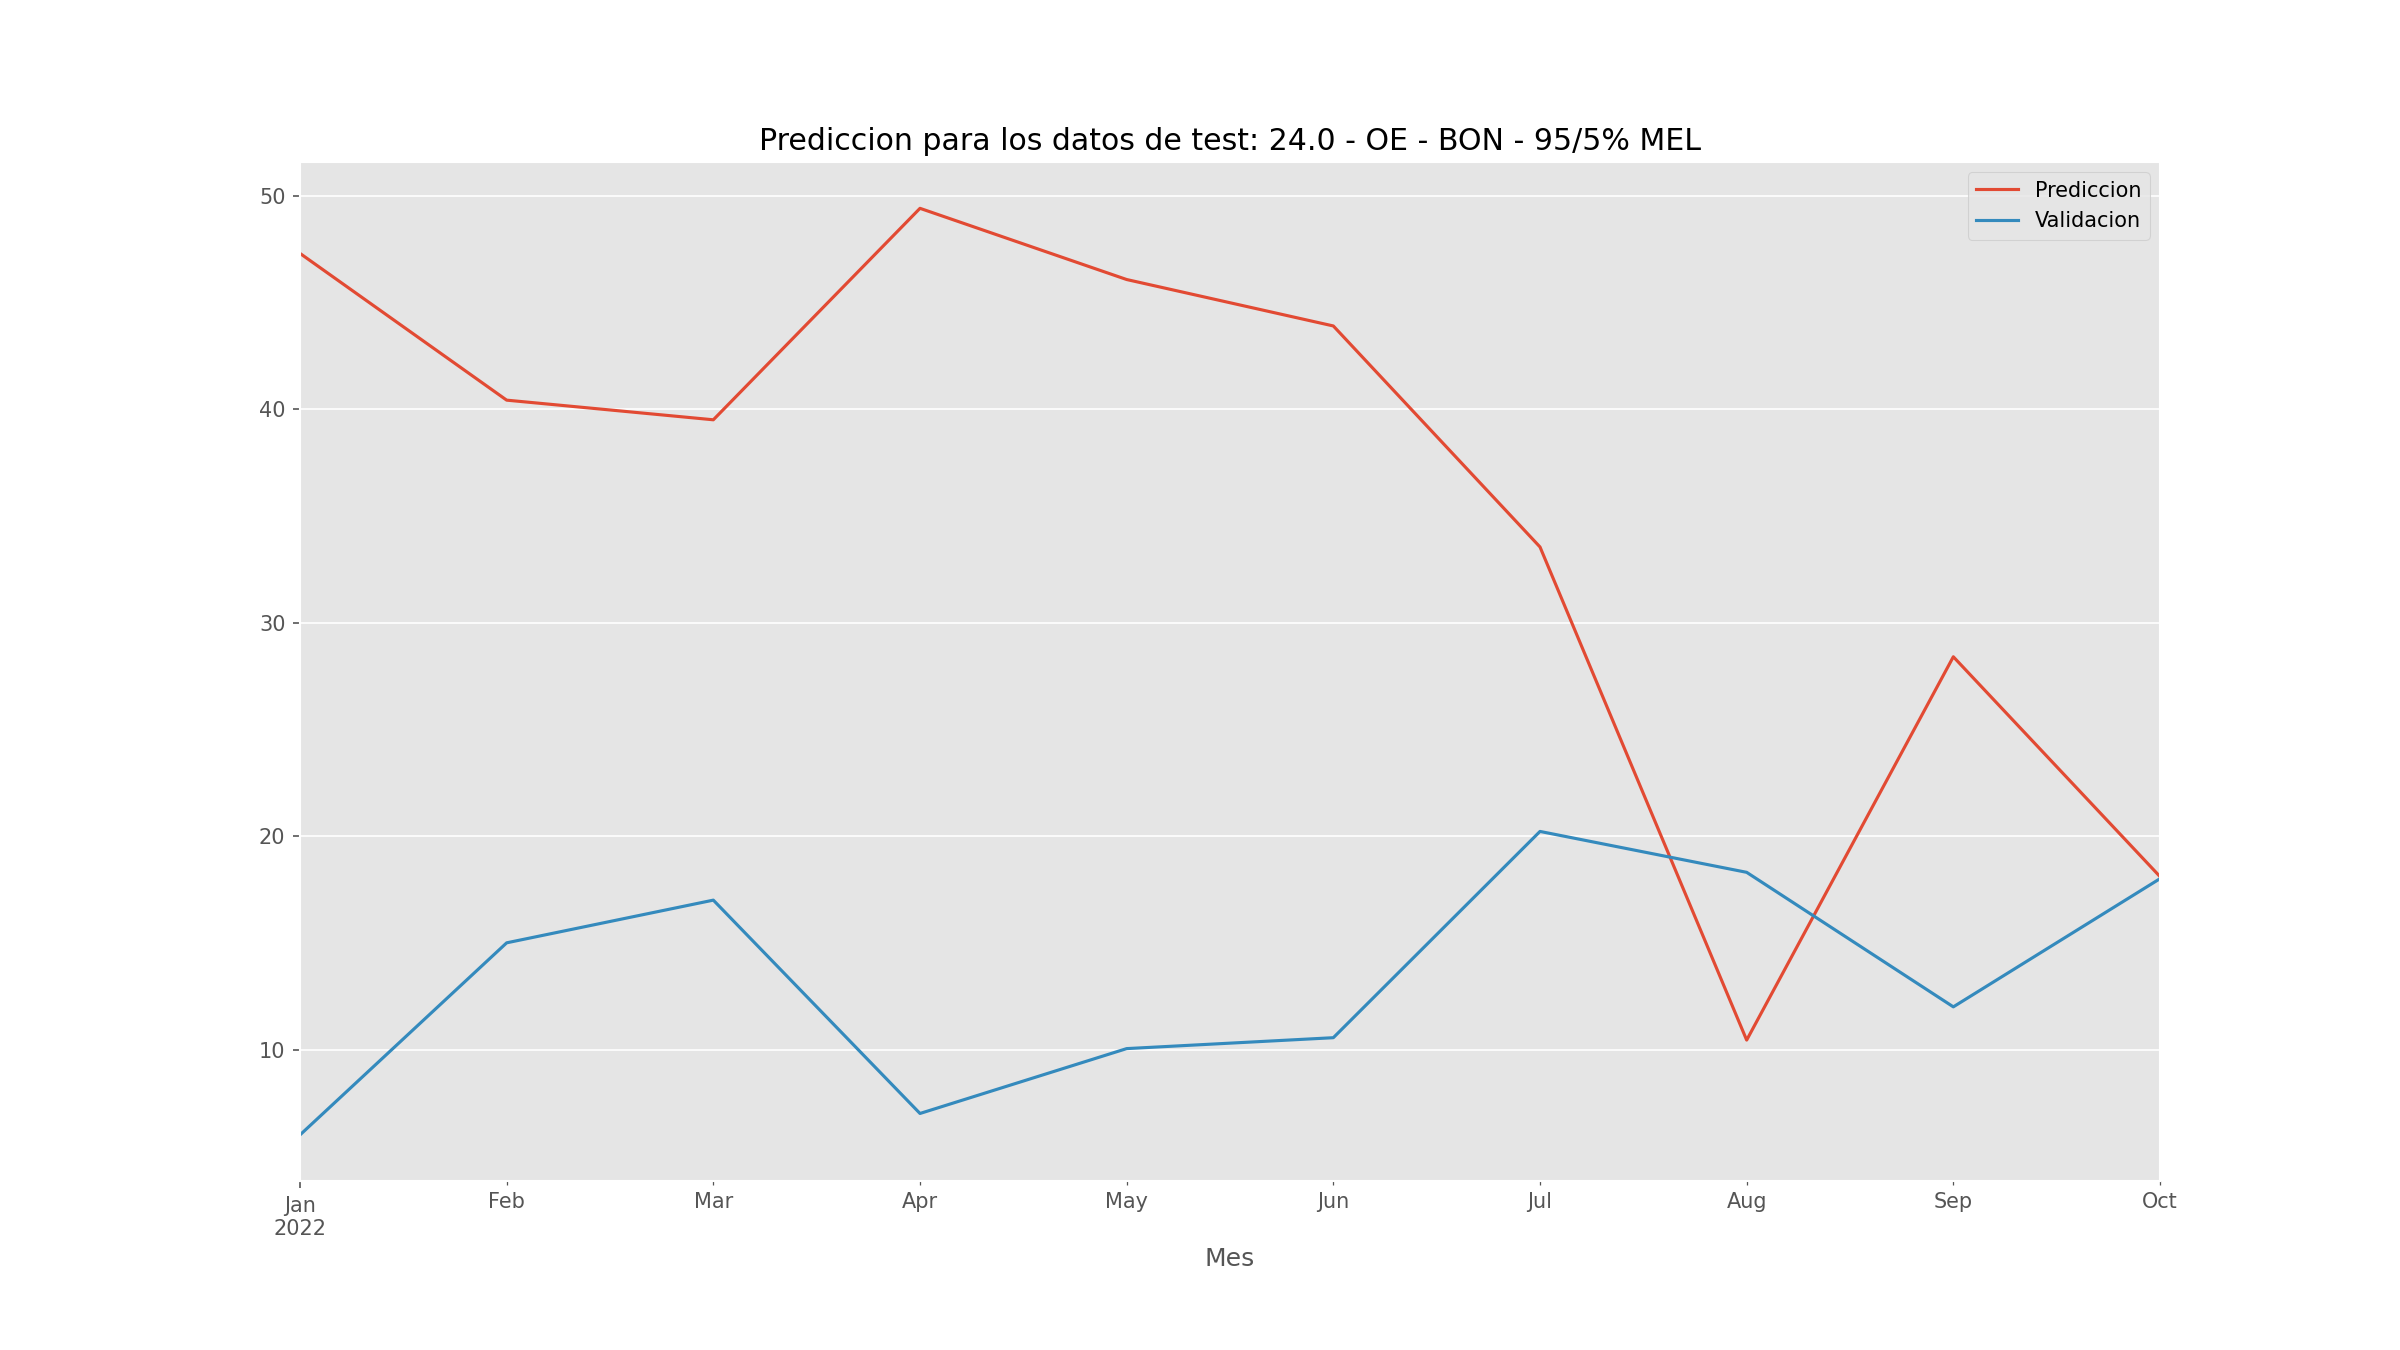 Prediccion para los datos de test: 24.0 - OE - BON - 95/5% MEL
Prediccion
Validacion
50
40
30
20
10
Jan
2022
Feb
Mar
Apr
May
Jun
Jul
Aug
Sep
Oct
Mes